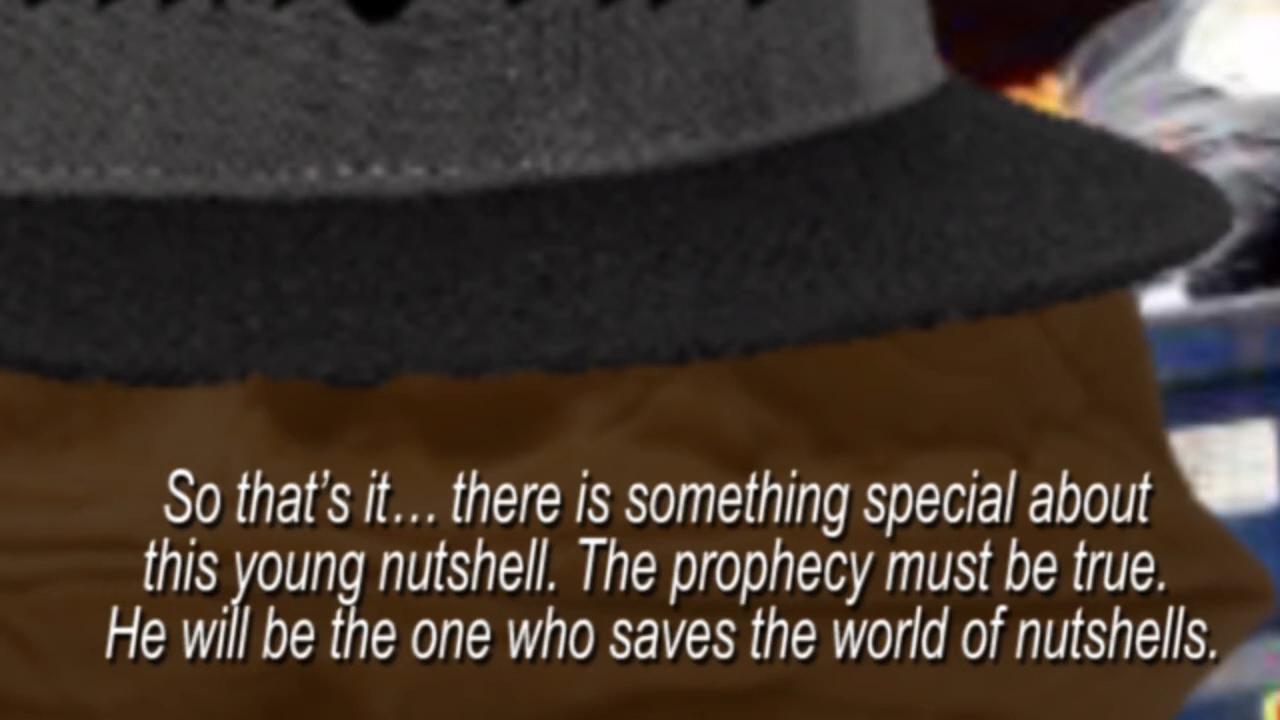 So that’s it… there is something special about
this young nutshell. The prophecy must be true.
He will be the one who saves the world of nutshells.